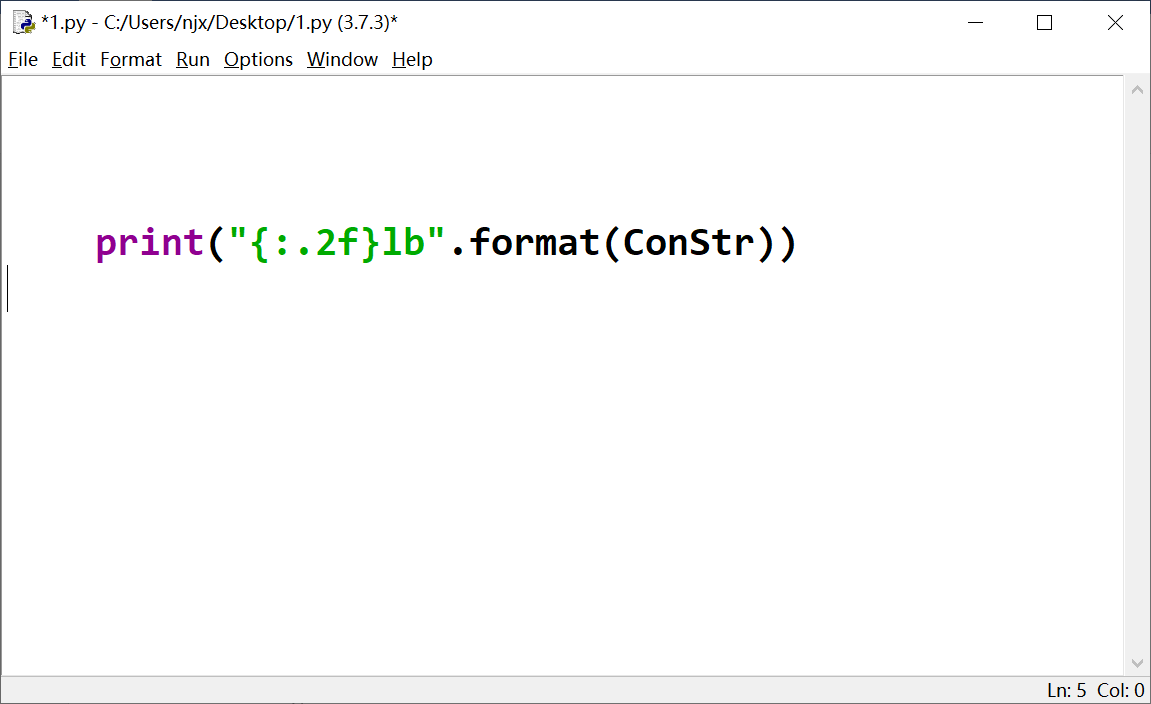 *1.py - C:/Users/njx/Desktop/1.py (3.7.3)*
File Edit Format Run Options Window Help
print("{:.2f}lb".format(ConStr))
Ln: 5 Col: 0